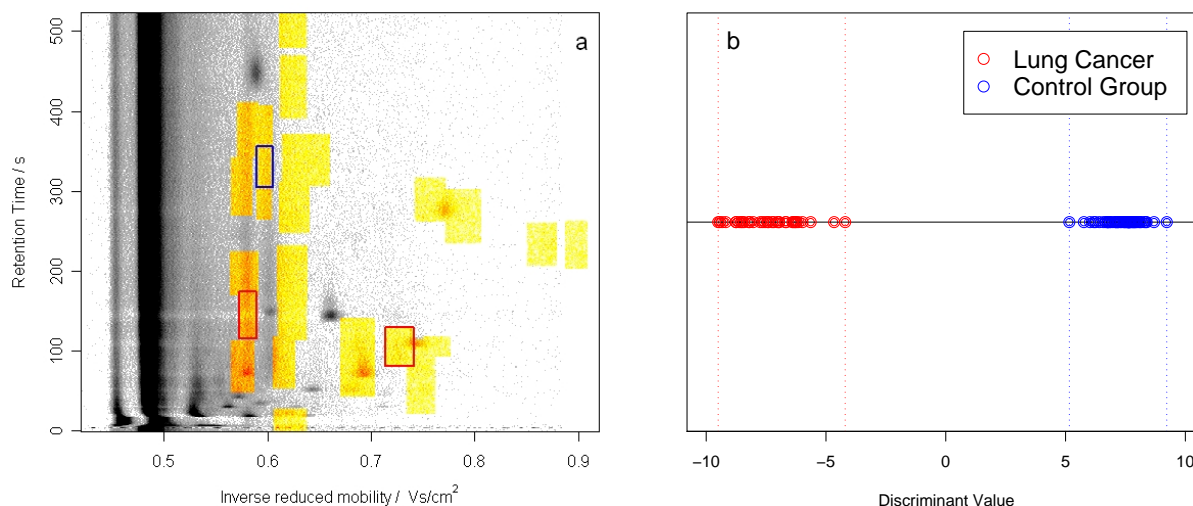 a
500
400
300
200
100
0
Retention Time / s
0.5 0.6 0.7 0.8 0.9
Inverse reduced mobility / Vs/cm²
b
Lung Cancer
Control Group
−10 −5 0 5 10
Discriminant Value